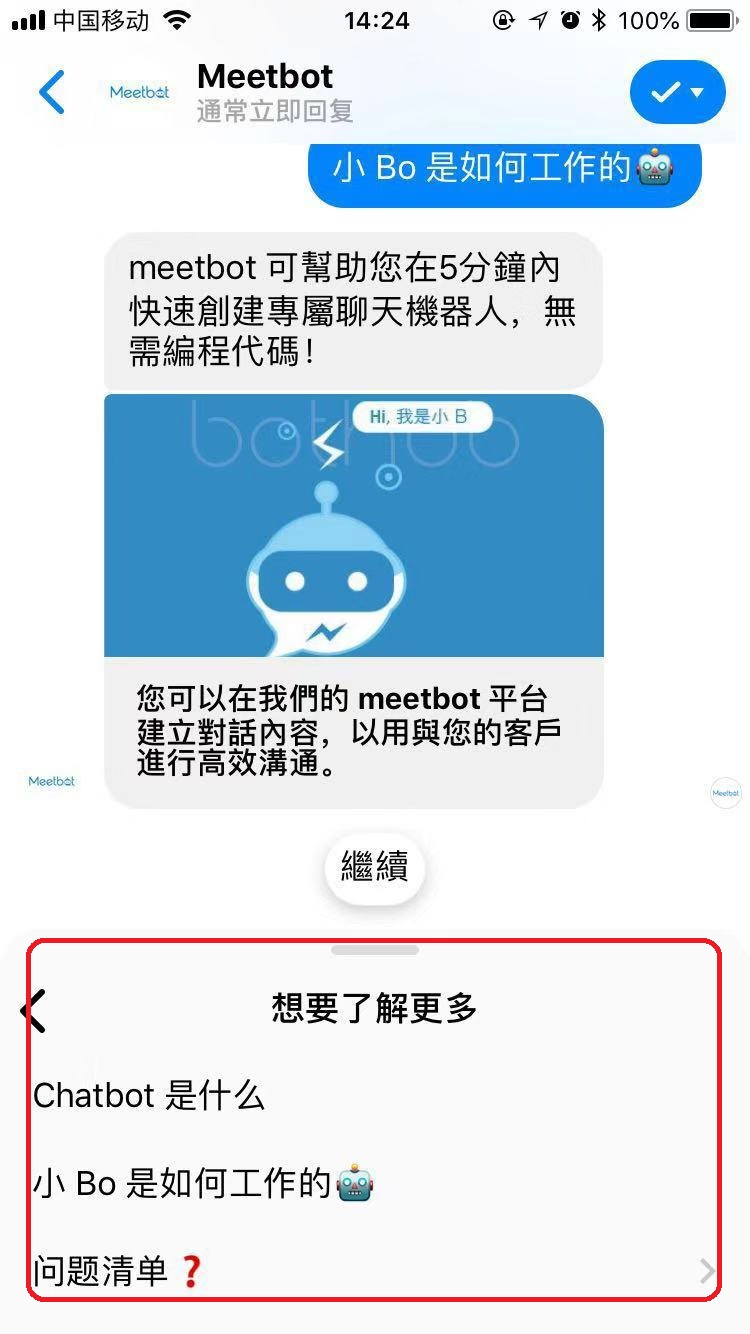 中国移动 14:24 100%
Meetbot
Meetbot
通常立即回复
小 Bo 是如何工作的🤖
meetbot 可幫助您在5分鐘內
快速創建專屬聊天機器人，無
需編程代碼！
bothub
Hi, 我是小 B
您可以在我們的 meetbot 平台
建立對話內容，以用與您的客戶
進行高效溝通。
Meetbot
Meetbot
繼續
想要了解更多
Chatbot 是什么
小 Bo 是如何工作的🤖
问题清单❓